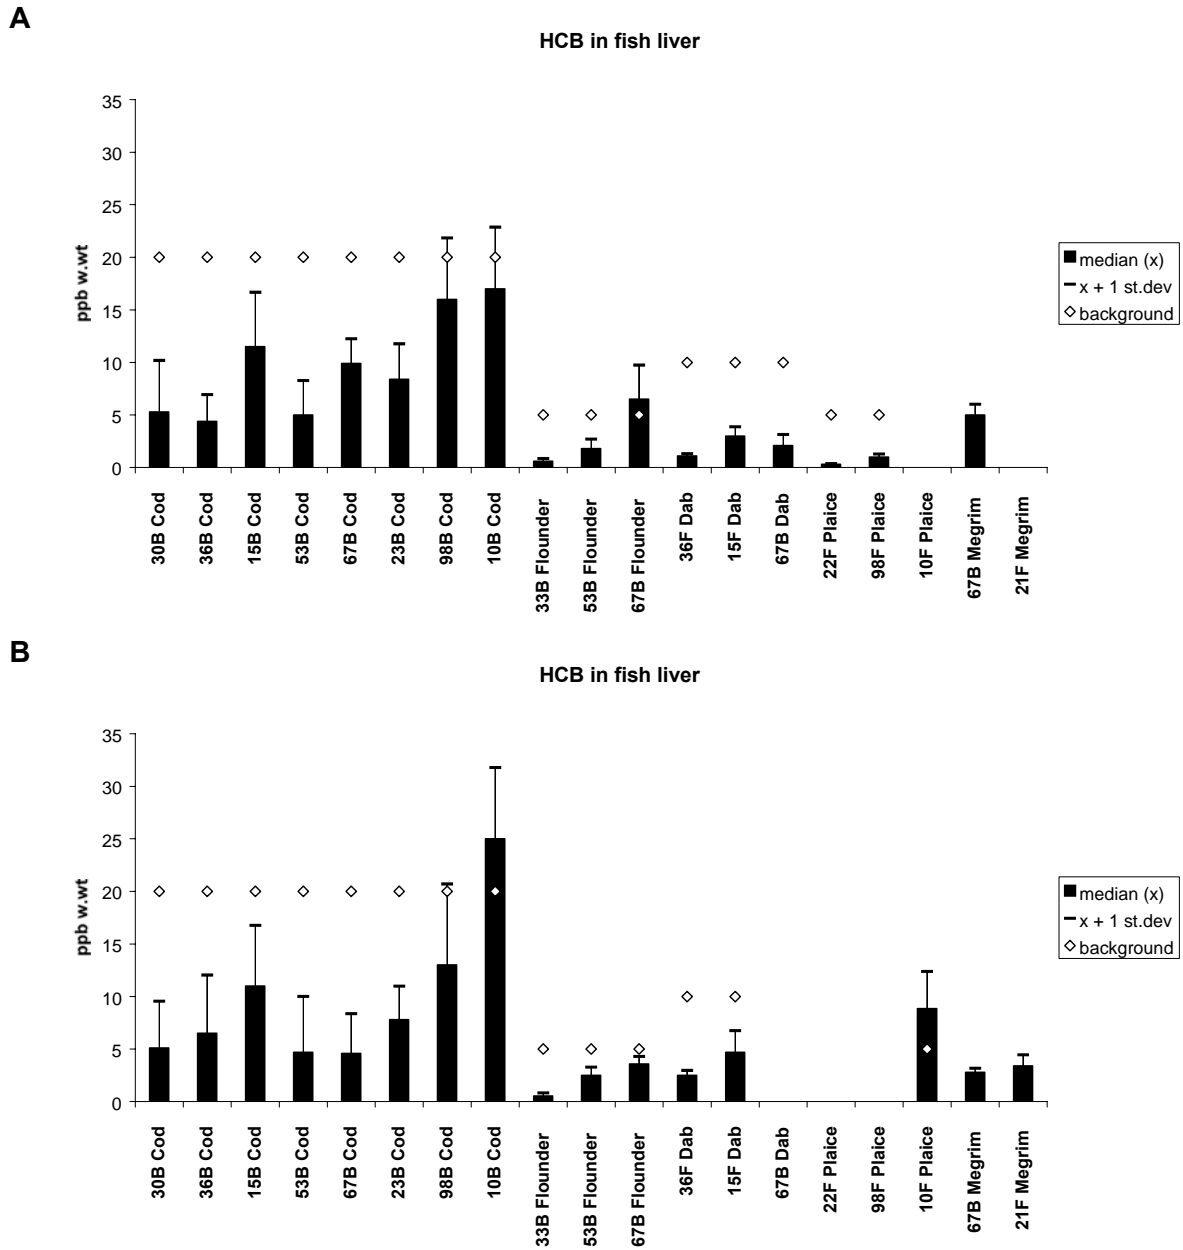 A
HCB in fish liver
35
30
25
20
15
10
5
0
ppb w.wt
median (x)
x + 1 st.dev
background
30B Cod
36B Cod
15B Cod
53B Cod
67B Cod
23B Cod
98B Cod
10B Cod
33B Flounder
53B Flounder
67B Flounder
36F Dab
15F Dab
67B Dab
22F Plaice
98F Plaice
10F Plaice
67B Megrim
21F Megrim
B
HCB in fish liver
35
30
25
20
15
10
5
0
ppb w.wt
median (x)
x + 1 st.dev
background
30B Cod
36B Cod
15B Cod
53B Cod
67B Cod
23B Cod
98B Cod
10B Cod
33B Flounder
53B Flounder
67B Flounder
36F Dab
15F Dab
67B Dab
22F Plaice
98F Plaice
10F Plaice
67B Megrim
21F Megrim